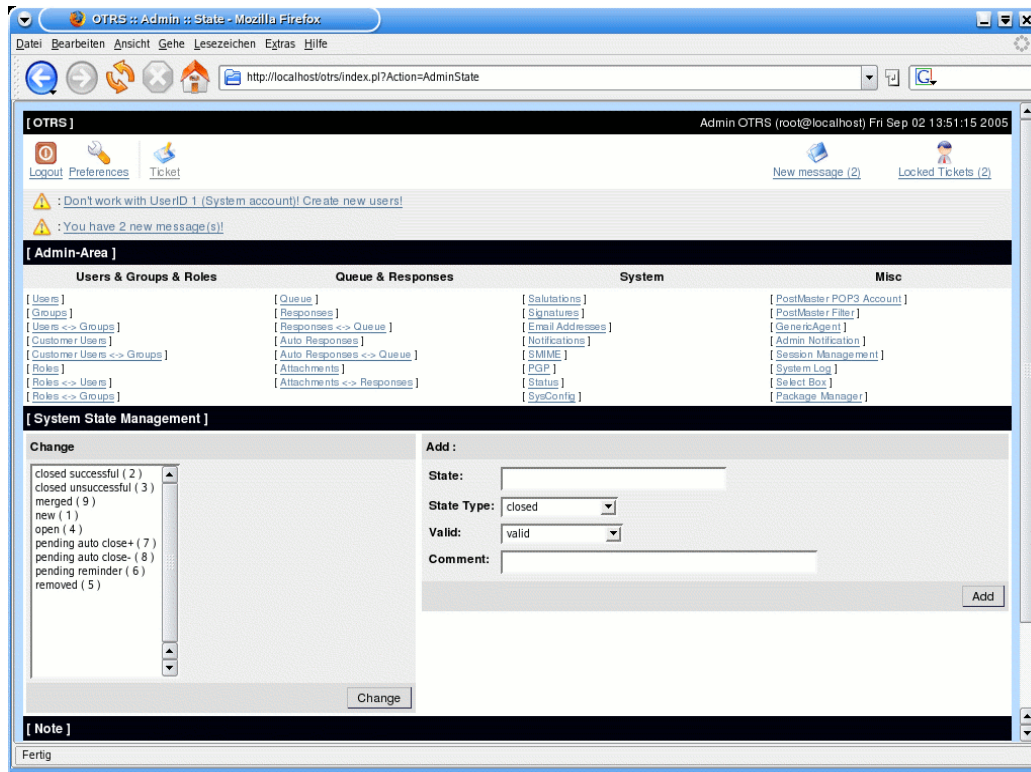 OTRS :: Admin :: State - Mozilla Firefox
Datei Bearbeiten Ansicht Gehe Lesezeichen Extras Hilfe
http://localhost/otrs/index.pl?Action=AdminState
G
[ OTRS ] Admin OTRS (root@localhost) Fri Sep 02 13:51:15 2005
Logout Preferences Ticket New message (2) Locked Tickets (2)
: Don't work with UserID 1 (System account)! Create new users!
: You have 2 new message(s)!
[ Admin-Area ]
Users & Groups & Roles Queue & Responses System Misc
[ Users ] [ Queue ] [ Salutations ] [ PostMaster POP3 Account ]
[ Groups ] [ Responses ] [ Signatures ] [ PostMaster Filter ]
[ Users <-> Groups ] [ Responses <-> Queue ] [ Email Addresses ] [ GenericAgent ]
[ Customer Users ] [ Auto Responses ] [ Notifications ] [ Admin Notification ]
[ Customer Users <-> Groups ] [ Auto Responses <-> Queue ] [ SMIME ] [ Session Management ]
[ Roles ] [ Attachments ] [ PGP ] [ System Log ]
[ Roles <-> Users ] [ Attachments <-> Responses ] [ Status ] [ Select Box ]
[ Roles <-> Groups ] [ SysConfig ] [ Package Manager ]
[ System State Management ]
Change
closed successful ( 2 )
closed unsuccessful ( 3 )
merged ( 9 )
new ( 1 )
open ( 4 )
pending auto close+ ( 7 )
pending auto close- ( 8 )
pending reminder ( 6 )
removed ( 5 )
Change
Add :
State:
State Type: closed
Valid: valid
Comment:
Add
[ Note ]
Fertig